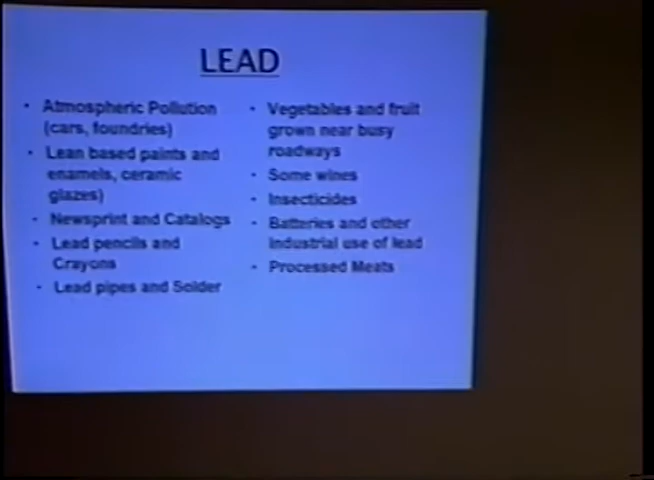 LEAD
• Atmospheric Pollution
(cars, foundries)
• Lean based paints and
enamels, ceramic
glazes)
• Newsprint and Catalogs
• Lead pencils and
Crayons
• Lead pipes and Solder
• Vegetables and fruit
grown near busy
roadways
• Some wines
• Insecticides
• Batteries and other
industrial use of lead
• Processed Meats